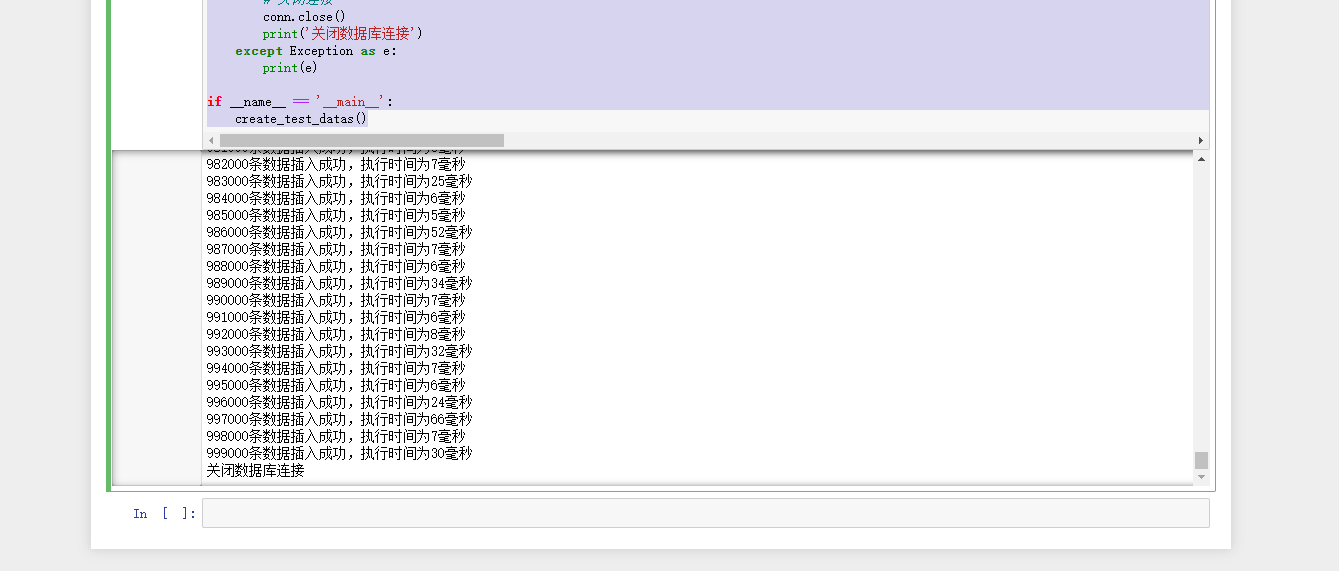 # 关闭连接
conn.close()
print('关闭数据库连接')
except Exception as e:
print(e)
if __name__ == '__main__':
create_test_datas()
982000条数据插入成功，执行时间为7毫秒
983000条数据插入成功，执行时间为25毫秒
984000条数据插入成功，执行时间为6毫秒
985000条数据插入成功，执行时间为5毫秒
986000条数据插入成功，执行时间为52毫秒
987000条数据插入成功，执行时间为7毫秒
988000条数据插入成功，执行时间为6毫秒
989000条数据插入成功，执行时间为34毫秒
990000条数据插入成功，执行时间为7毫秒
991000条数据插入成功，执行时间为6毫秒
992000条数据插入成功，执行时间为8毫秒
993000条数据插入成功，执行时间为32毫秒
994000条数据插入成功，执行时间为7毫秒
995000条数据插入成功，执行时间为6毫秒
996000条数据插入成功，执行时间为24毫秒
997000条数据插入成功，执行时间为66毫秒
998000条数据插入成功，执行时间为7毫秒
999000条数据插入成功，执行时间为30毫秒
关闭数据库连接
In [ ]: